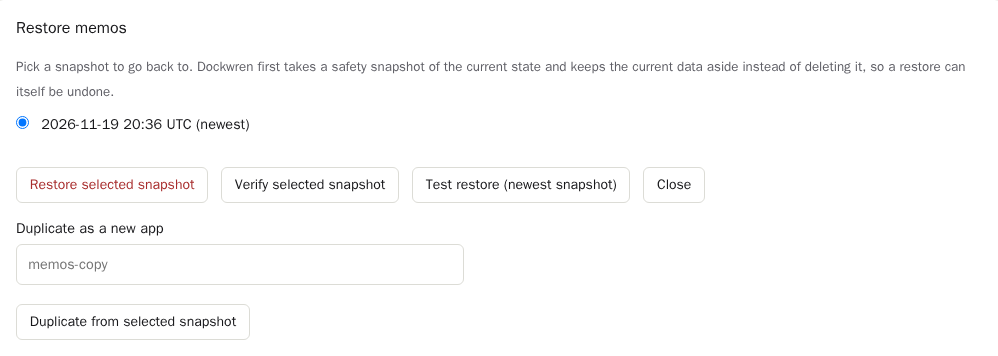 Restore memos
Pick a snapshot to go back to. Dockwren first takes a safety snapshot of the current state and keeps the current data aside instead of deleting it, so a restore can
itself be undone.
2026-11-19 20:36 UTC (newest)
Restore selected snapshot Verify selected snapshot Test restore (newest snapshot) Close
Duplicate as a new app
memos-copy
Duplicate from selected snapshot